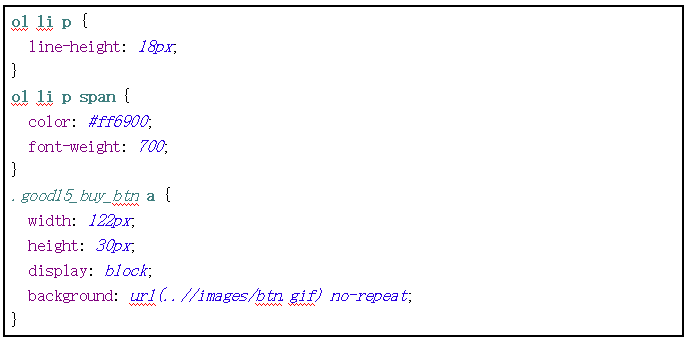 ol li p {
  line-height: 18px;
}
ol li p span {
  color: #ff6900;
  font-weight: 700;
}
.good15_buy_btn a {
  width: 122px;
  height: 30px;
  display: block;
  background: url(..//images/btn.gif) no-repeat;
}